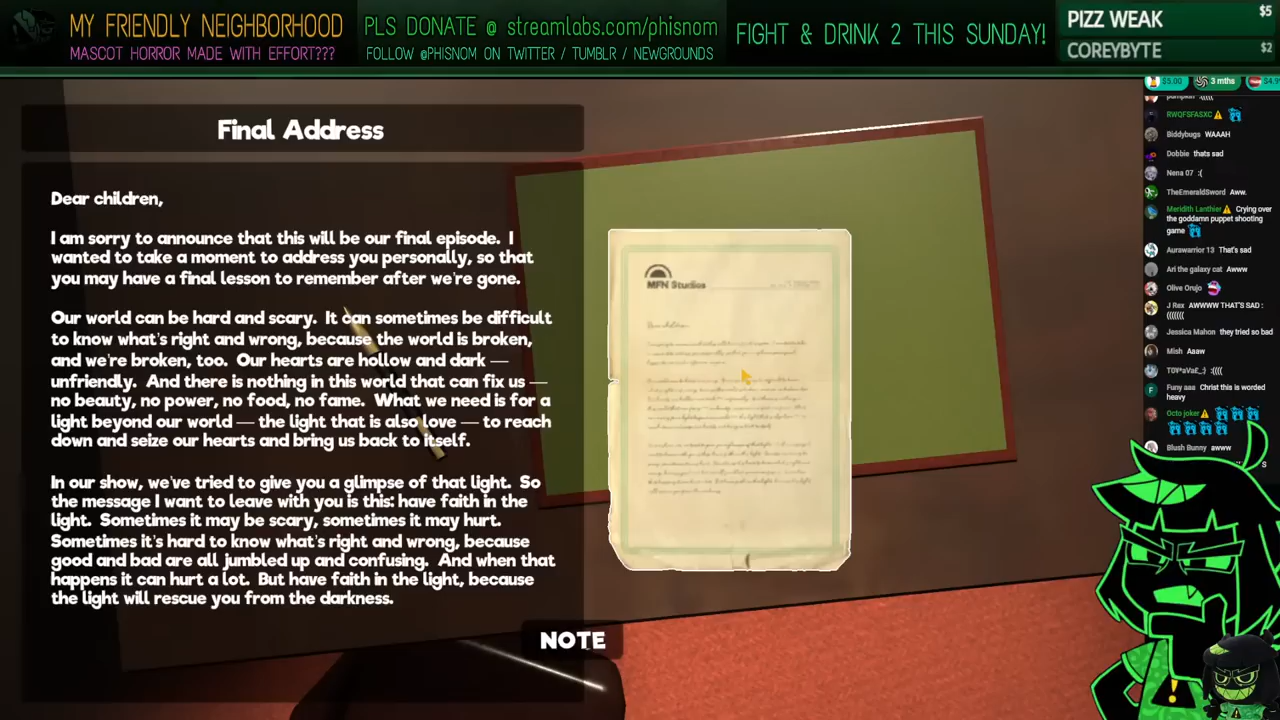 MY FRIENDLY NEIGHBORHOOD
MASCOT HORROR MADE WITH EFFORT???
PLS DONATE @ streamlabs.com/phisnom
FOLLOW @PHISNOM ON TWITTER / TUMBLR / NEWGROUNDS
FIGHT & DRINK 2 THIS SUNDAY!
PIZZ WEAK $5
COREYBYTE $2
Final Address
Dear children,
I am sorry to announce that this will be our final episode. I
wanted to take a moment to address you personally, so that
you may have a final lesson to remember after we're gone.
Our world can be hard and scary. It can sometimes be difficult
to know what's right and wrong, because the world is broken,
and we're broken, too. Our hearts are hollow and dark —
unfriendly. And there is nothing in this world that can fix us —
no beauty, no power, no food, no fame. What we need is for a
light beyond our world — the light that is also love — to reach
down and seize our hearts and bring us back to itself.
In our show, we've tried to give you a glimpse of that light. So
the message I want to leave with you is this: have faith in the
light. Sometimes it may be scary, sometimes it may hurt.
Sometimes it's hard to know what's right and wrong, because
good and bad are all jumbled up and confusing. And when that
happens it can hurt a lot. But have faith in the light, because
the light will rescue you from the darkness.
NOTE
MFN Studios
Dear children,
$5.00 3 mths
RWQFSFASXC
Biddybugs WAAAH
Dobbie thats sad
Nena 07 :(
TheEmeraldSword Aww.
Meridith Lanthier Crying over
the goddamn puppet shooting
game
Aurawarrior 13 That's sad
Ari the galaxy cat Awww
Olive Orujo
J Rex AWWWW THAT'S SAD :
(((((((
Jessica Mahon they tried so bad
Mish Aaaw
:((((
Funy aaa Christ this is worded
heavy
Octo joker
Blush Bunny awww